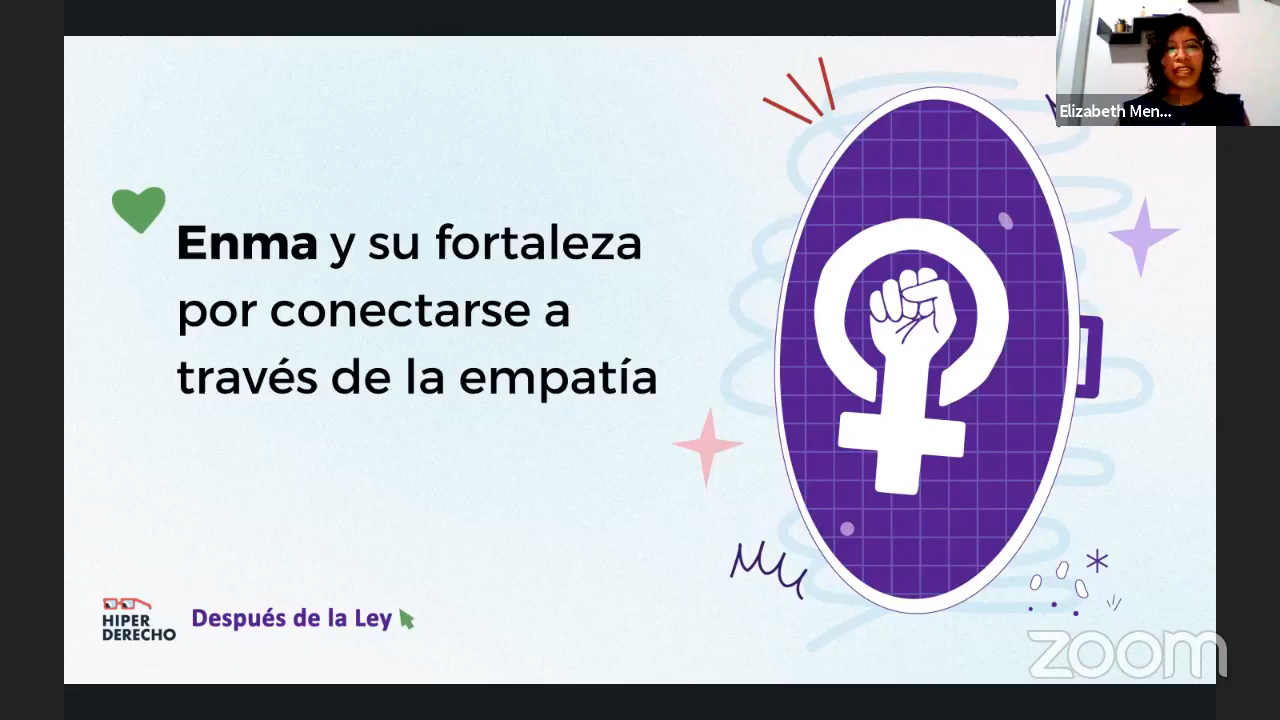 Elizabeth Men...
Enma y su fortaleza
por conectarse a
través de la empatía
HIPER
DERECHO
Después de la Ley
zoom